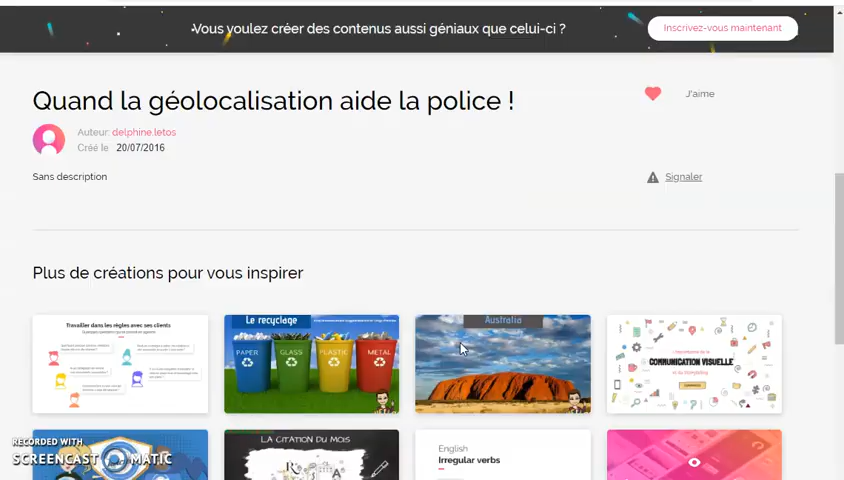 Vous voulez créer des contenus aussi géniaux que celui-ci ?
Inscrivez-vous maintenant
Quand la géolocalisation aide la police !
J'aime
Auteur: delphine.letos
Créé le 20/07/2016
Sans description
Signaler
Plus de créations pour vous inspirer
Travailler dans les règles avec ses clients
Le recyclage
PAPER
GLASS
PLASTIC
METAL
Australia
COMMUNICATION VISUELLE
RECORDED WITH
SCREENCAST MATIC
LA CITATION DU MOIS
English
Irregular verbs